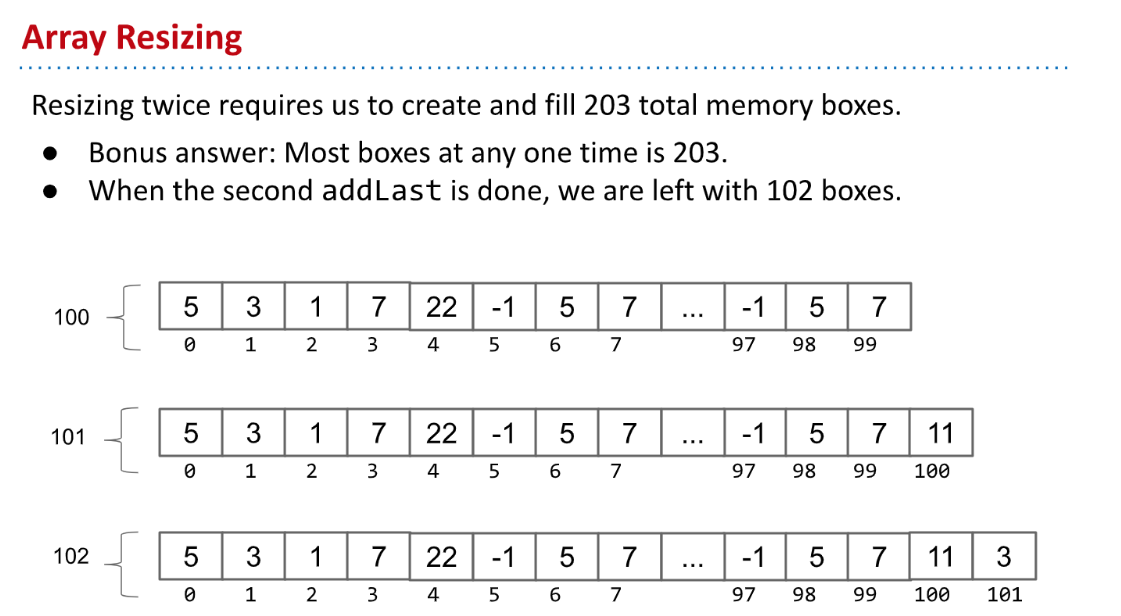 Array Resizing
Resizing twice requires us to create and fill 203 total memory boxes.
● Bonus answer: Most boxes at any one time is 203.
● When the second addLast is done, we are left with 102 boxes.
100 5 3 1 7 22 -1 5 7 ... -1 5 7
0 1 2 3 4 5 6 7 97 98 99
101 5 3 1 7 22 -1 5 7 ... -1 5 7 11
0 1 2 3 4 5 6 7 97 98 99 100
102 5 3 1 7 22 -1 5 7 ... -1 5 7 11 3
0 1 2 3 4 5 6 7 97 98 99 100 101